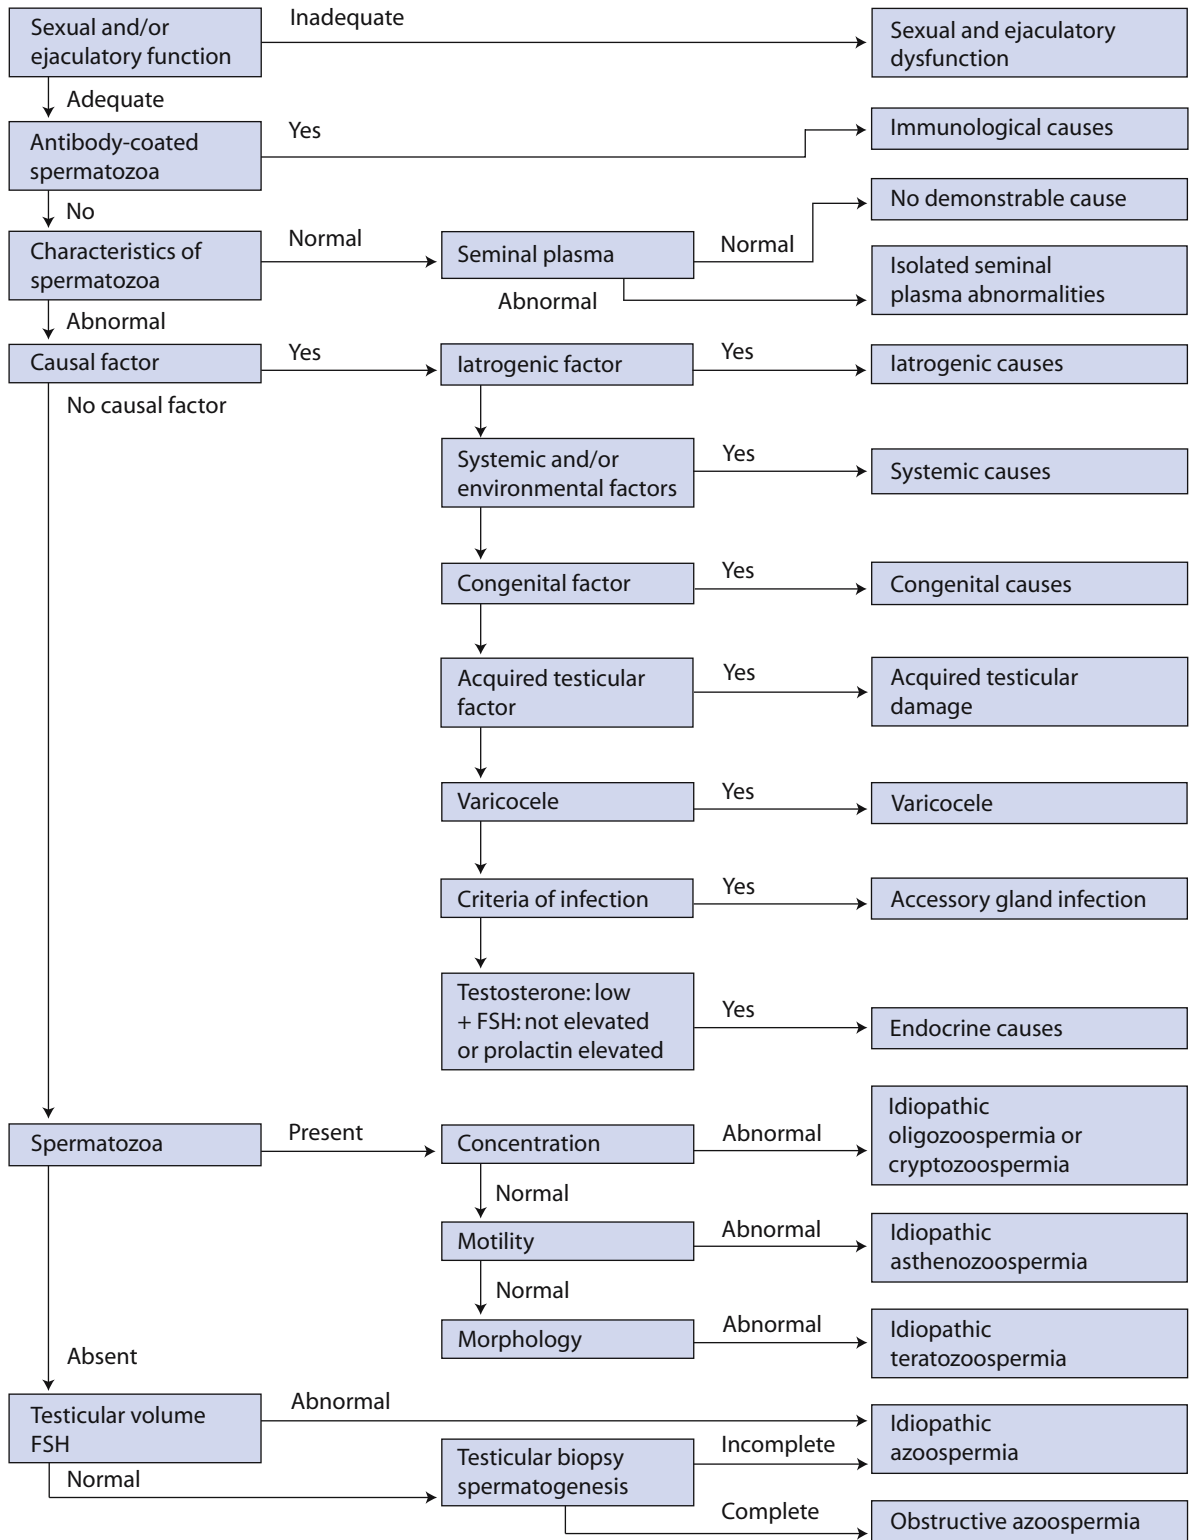 Sexual and/or
ejaculatory function
Inadequate
Sexual and ejaculatory
dysfunction
Adequate
Antibody-coated
spermatozoa
Yes
Immunological causes
No
Characteristics of
spermatozoa
Normal
Seminal plasma
Normal
No demonstrable cause
Abnormal
Isolated seminal
plasma abnormalities
Abnormal
Causal factor
Yes
Iatrogenic factor
Yes
Iatrogenic causes
No causal factor
Systemic and/or
environmental factors
Yes
Systemic causes
Congenital factor
Yes
Congenital causes
Acquired testicular
factor
Yes
Acquired testicular
damage
Varicocele
Yes
Varicocele
Criteria of infection
Yes
Accessory gland infection
Testosterone: low
+ FSH: not elevated
or prolactin elevated
Yes
Endocrine causes
Spermatozoa
Present
Concentration
Abnormal
Idiopathic
oligozoospermia or
cryptozoospermia
Normal
Motility
Abnormal
Idiopathic
asthenozoospermia
Normal
Morphology
Abnormal
Idiopathic
teratozoospermia
Absent
Testicular volume
FSH
Abnormal
Idiopathic
azoospermia
Normal
Testicular biopsy
spermatogenesis
Incomplete
Complete
Obstructive azoospermia